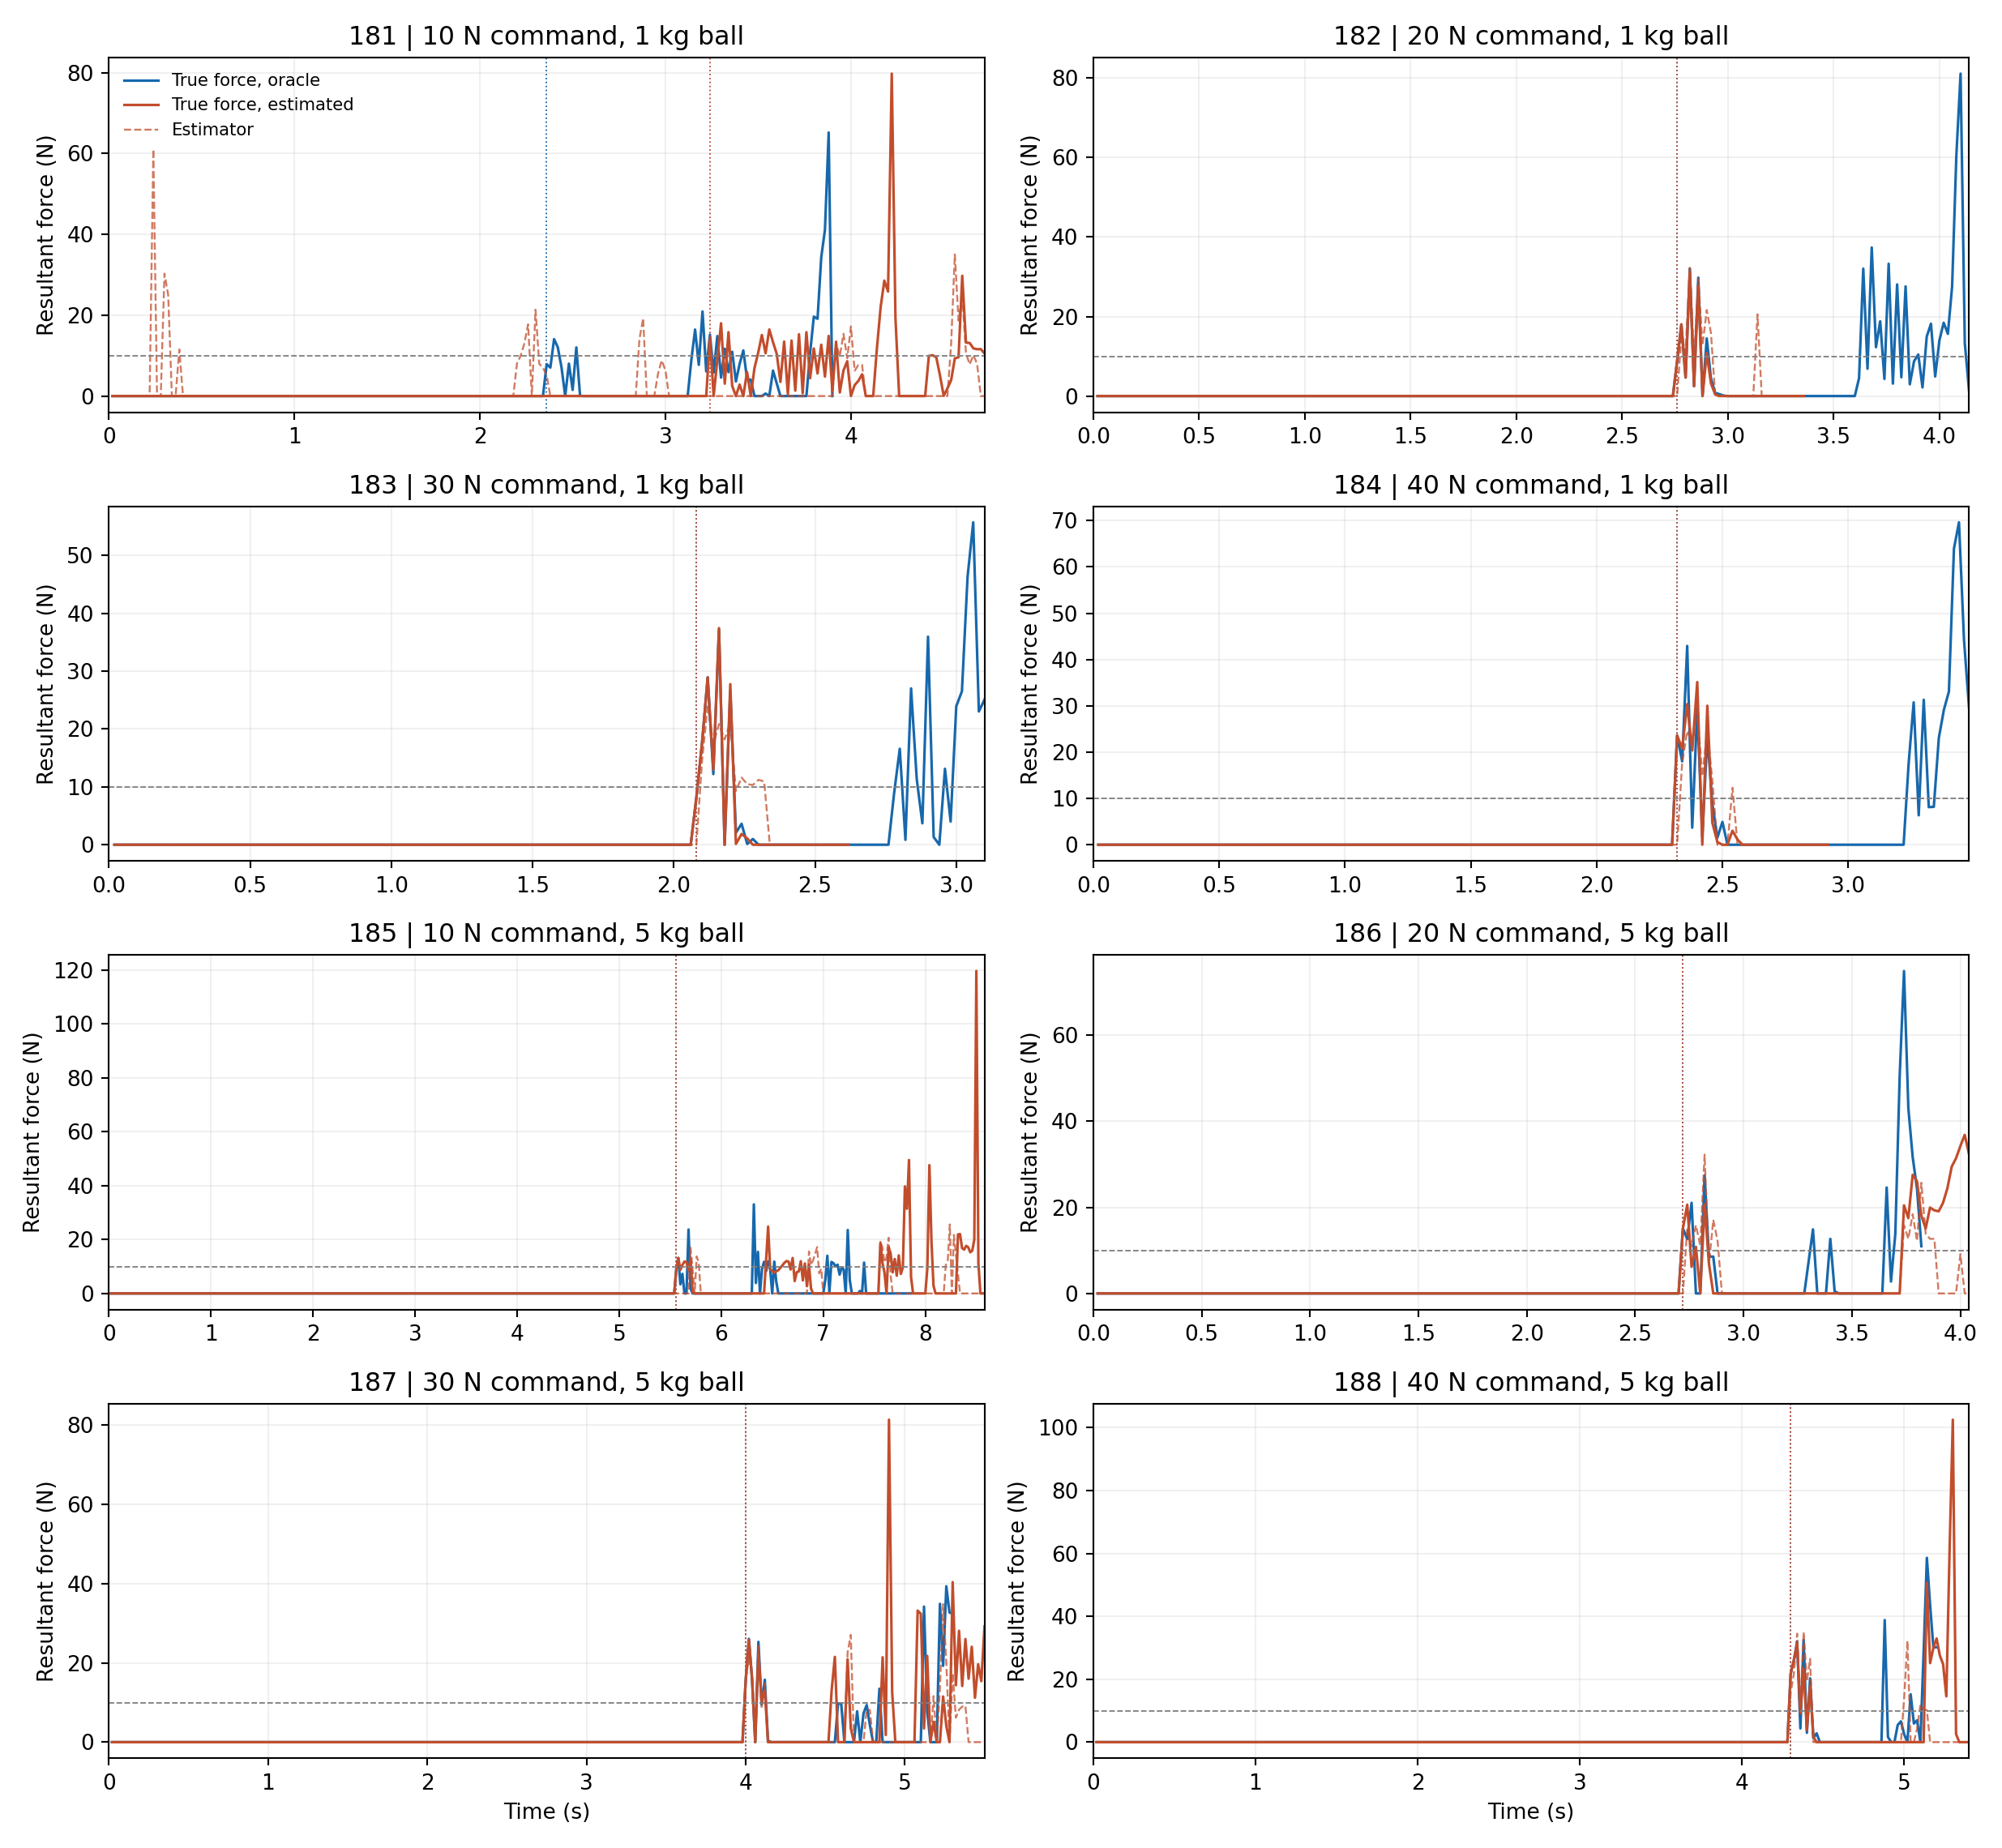 181 | 10 N command, 1 kg ball
Resultant force (N)
80
60
40
20
0
True force, oracle
True force, estimated
Estimator
0 1 2 3 4
182 | 20 N command, 1 kg ball
Resultant force (N)
80
60
40
20
0
0.0 0.5 1.0 1.5 2.0 2.5 3.0 3.5 4.0
183 | 30 N command, 1 kg ball
Resultant force (N)
50
40
30
20
10
0
0.0 0.5 1.0 1.5 2.0 2.5 3.0
184 | 40 N command, 1 kg ball
Resultant force (N)
70
60
50
40
30
20
10
0
0.0 0.5 1.0 1.5 2.0 2.5 3.0
185 | 10 N command, 5 kg ball
Resultant force (N)
120
100
80
60
40
20
0
0 1 2 3 4 5 6 7 8
186 | 20 N command, 5 kg ball
Resultant force (N)
60
40
20
0
0.0 0.5 1.0 1.5 2.0 2.5 3.0 3.5 4.0
187 | 30 N command, 5 kg ball
Resultant force (N)
80
60
40
20
0
0 1 2 3 4 5
Time (s)
188 | 40 N command, 5 kg ball
Resultant force (N)
100
80
60
40
20
0
0 1 2 3 4 5
Time (s)